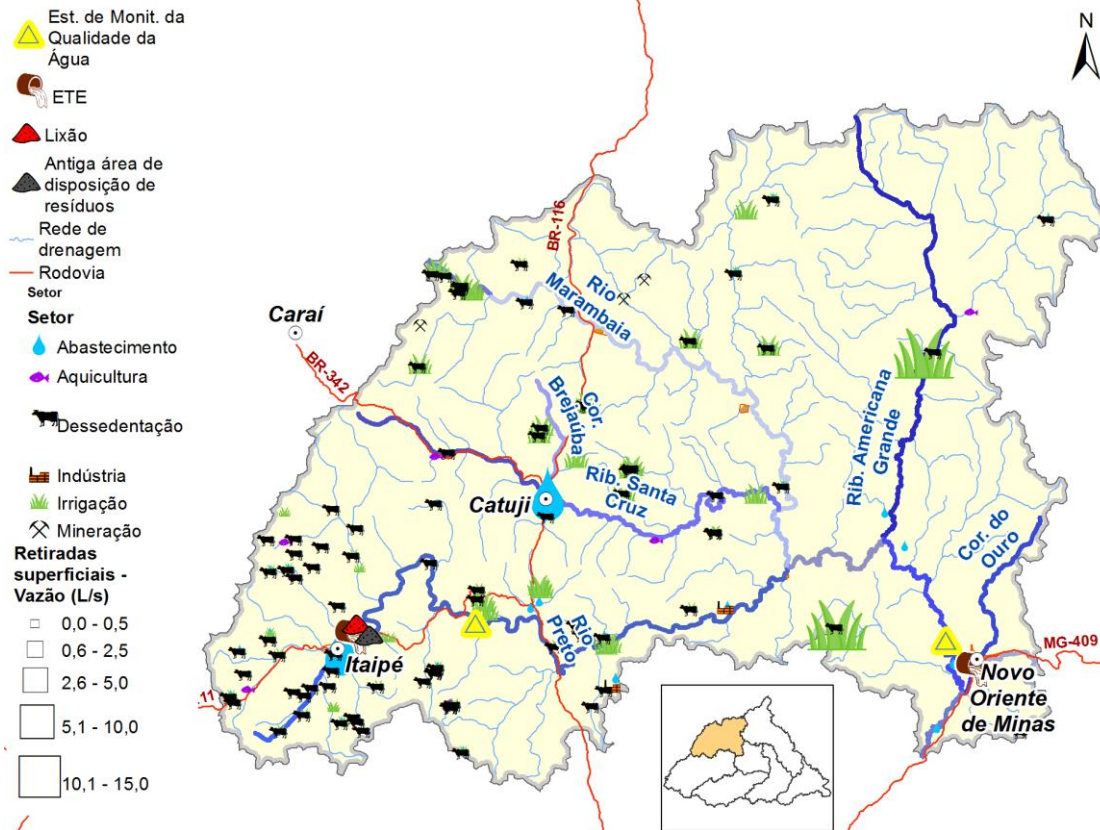 Est. de Monit. da
Qualidade da
Água
ETE
Lixão
Antiga área de
disposição de
resíduos
Rede de
drenagem
Rodovia
Setor
Setor
Abastecimento
Aquicultura
Dessedentação
Indústria
Irrigação
Mineração
Retiradas
superficiais -
Vazão (L/s)
0,0 - 0,5
0,6 - 2,5
2,6 - 5,0
5,1 - 10,0
10,1 - 15,0
N
BR-116
Rio
Marambaia
Caraí
BR-342
Cor.
Brejaúba
Rib. Americana
Grande
Rib. Santa
Cruz
Catuji
Cor. do
Ouro
Rio
Preto
Itaipé
MG-409
Novo
Oriente
de Minas
11